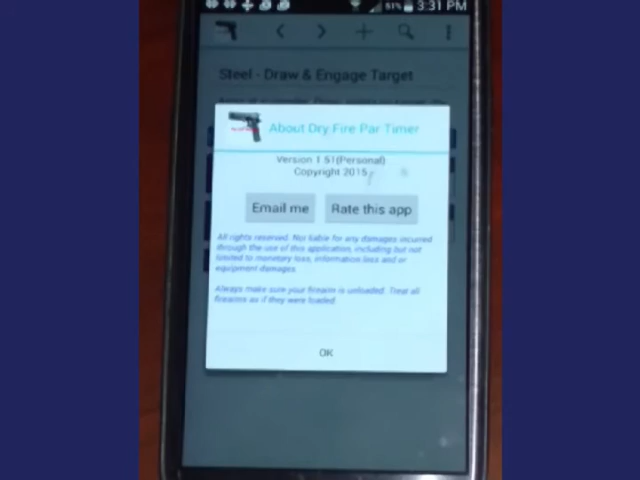 51% 3:31 PM
Steel - Draw & Engage Target
About Dry Fire Par Timer
Version 1.51(Personal)
Copyright 2015
Email me Rate this app
All rights reserved. Not liable for any damages incurred
through the use of this application, including but not
limited to monetary loss, information loss and or
equipment damages.
Always make sure your firearm is unloaded. Treat all
firearms as if they were loaded.
OK